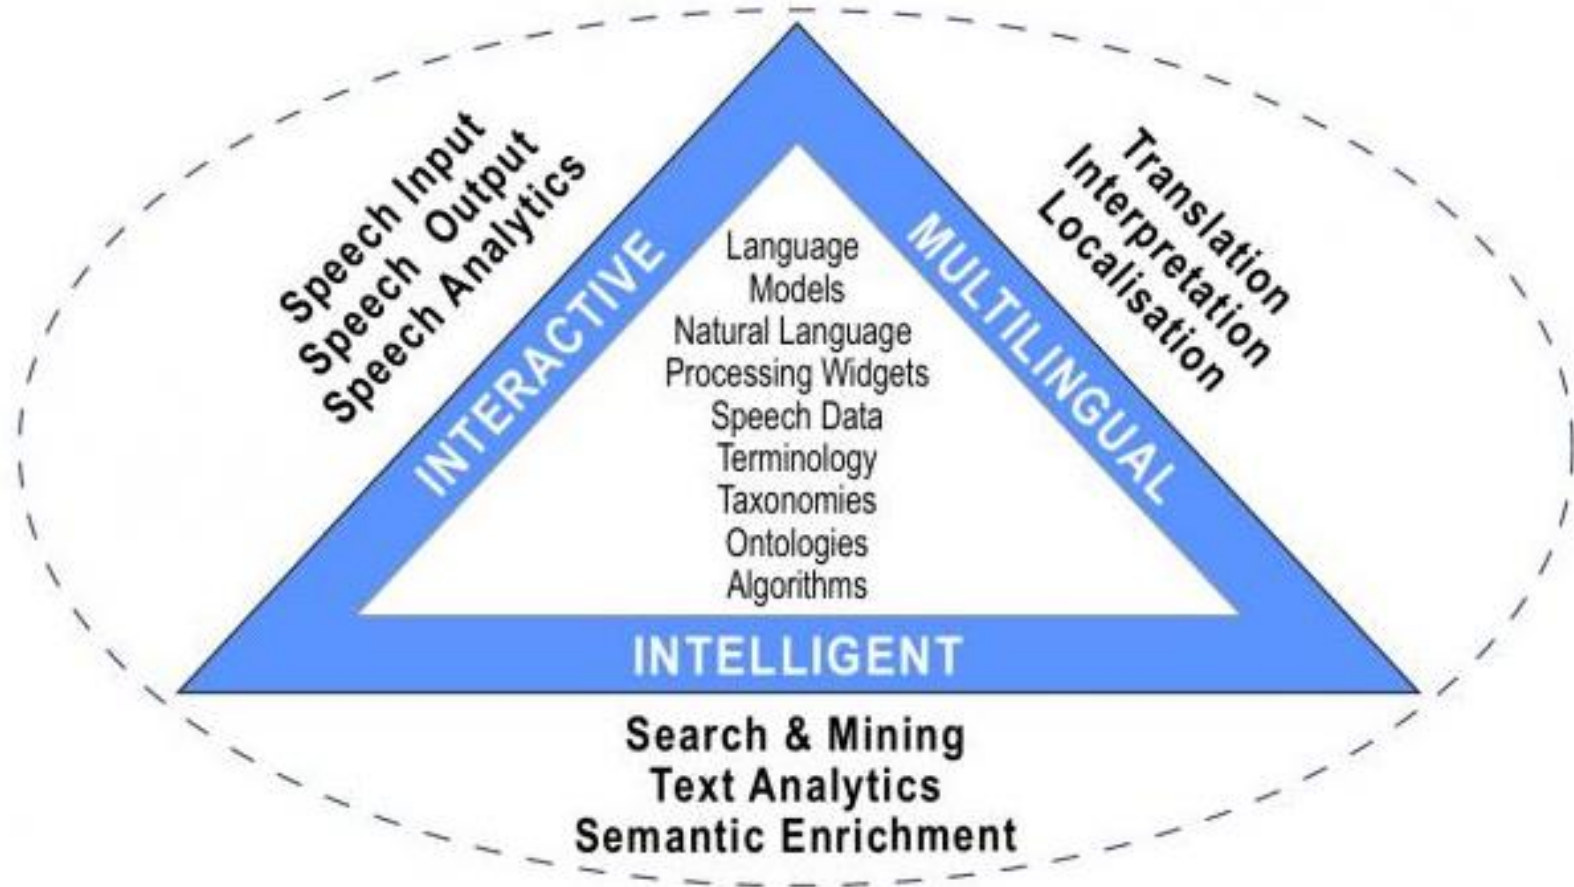 Speech Input
Speech Output
Speech Analytics
INTERACTIVE
Translation
Interpretation
Localisation
MULTILINGUAL
Language
Models
Natural Language
Processing Widgets
Speech Data
Terminology
Taxonomies
Ontologies
Algorithms
INTELLIGENT
Search & Mining
Text Analytics
Semantic Enrichment